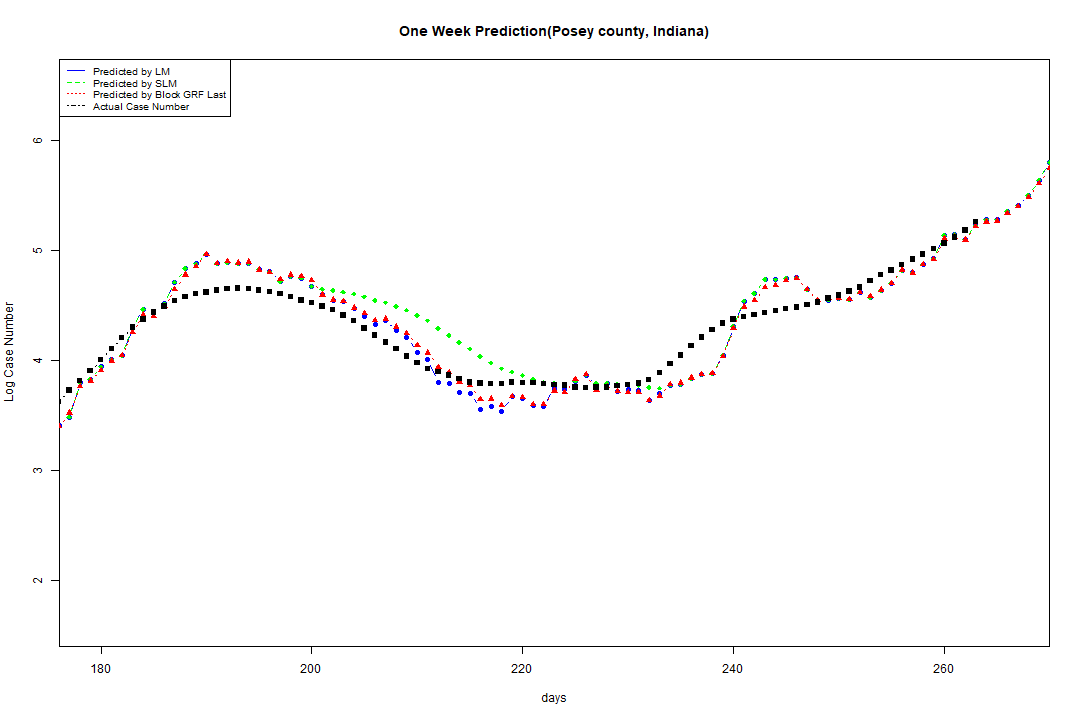 One Week Prediction(Posey county, Indiana)
Predicted by LM
Predicted by SLM
Predicted by Block GRF Last
Actual Case Number
6
5
4
3
2
Log Case Number
180 200 220 240 260
days